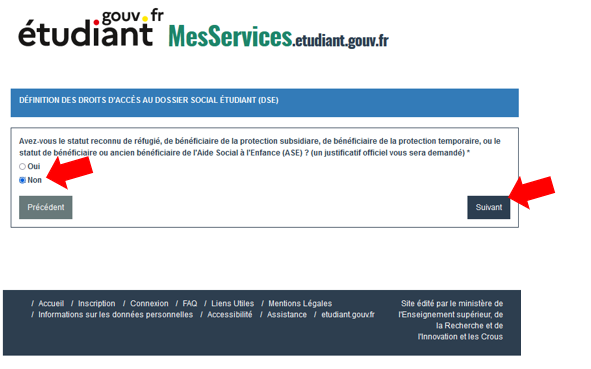 gouv.fr
étudiant MesServices.etudiant.gouv.fr
DÉFINITION DES DROITS D'ACCÈS AU DOSSIER SOCIAL ÉTUDIANT (DSE)
Avez-vous le statut reconnu de réfugié, de bénéficiaire de la protection subsidiaire, de bénéficiaire de la protection temporaire, ou le
statut de bénéficiaire ou ancien bénéficiaire de l'Aide Social à l'Enfance (ASE) ? (un justificatif officiel vous sera demandé) *
Oui
Non
Précédent
Suivant
/ Accueil / Inscription / Connexion / FAQ / Liens Utiles / Mentions Légales
/ Informations sur les données personnelles / Accessibilité / Assistance / etudiant.gouv.fr
Site édité par le ministère de
l'Enseignement supérieur, de
la Recherche et de
l'Innovation et les Crous